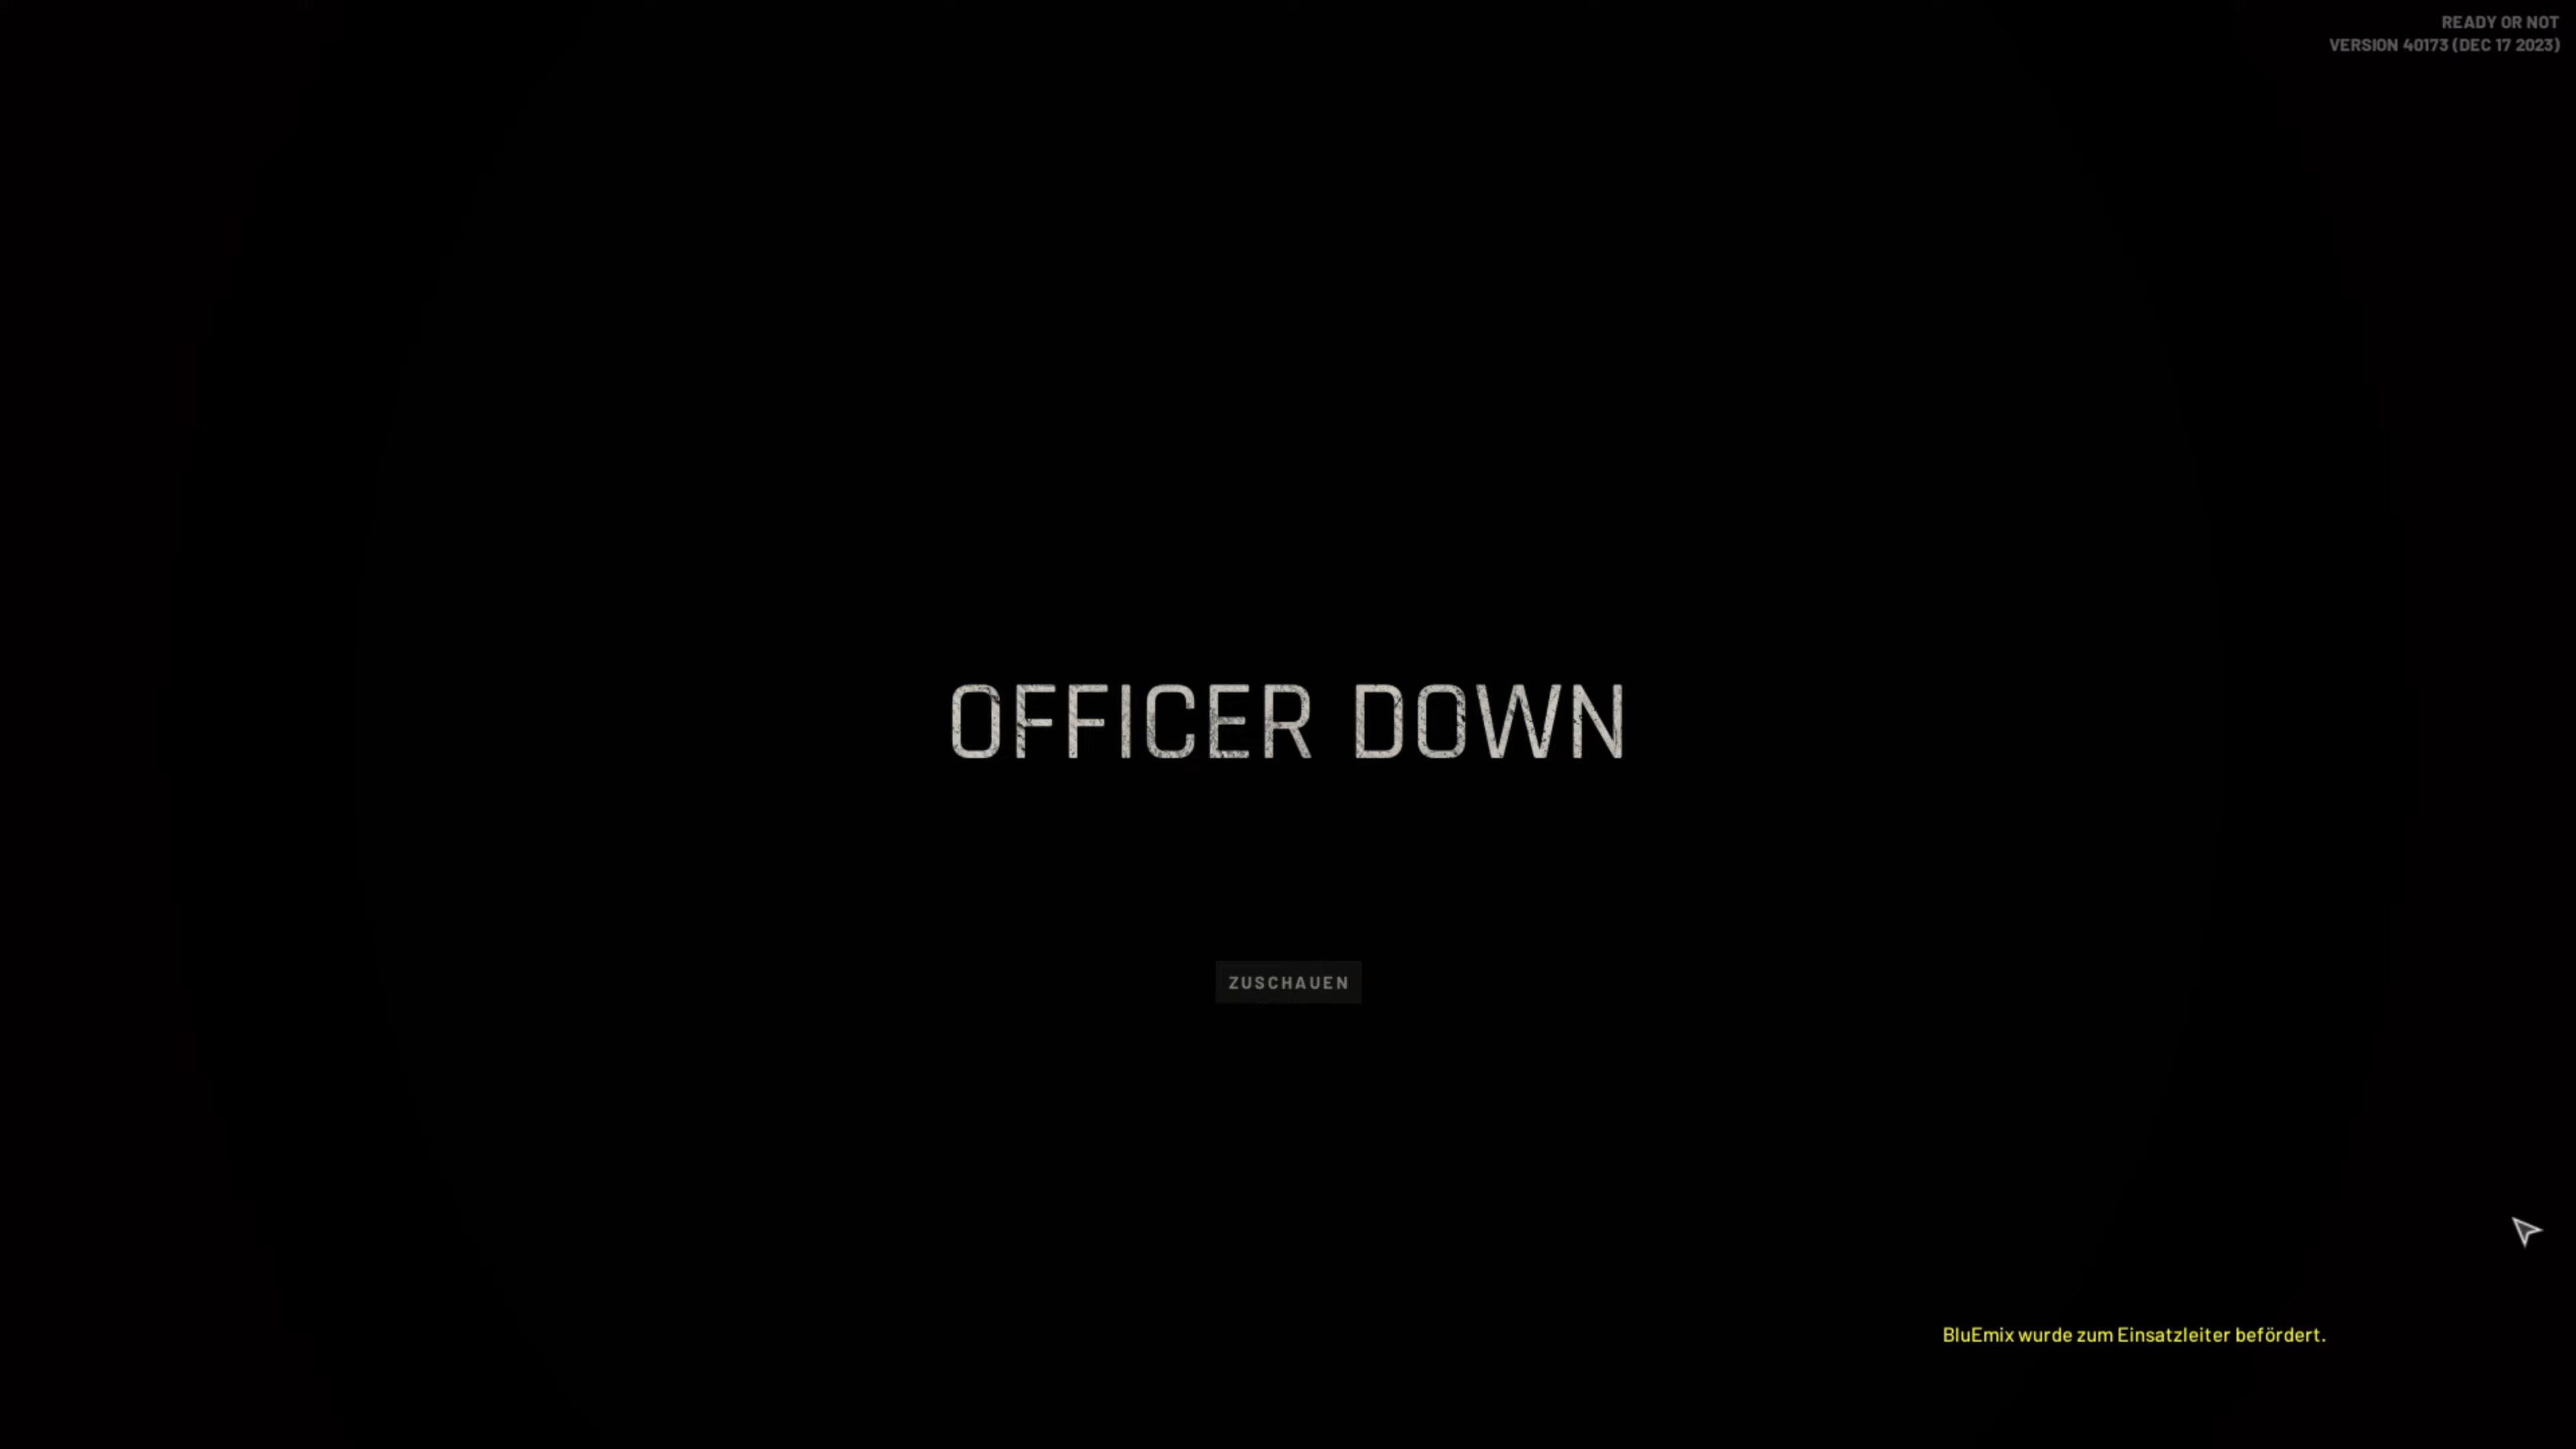 READY OR NOT
VERSION 40173 (DEC 17 2023)
OFFICER DOWN
ZUSCHAUEN
BluEmix wurde zum Einsatzleiter befördert.